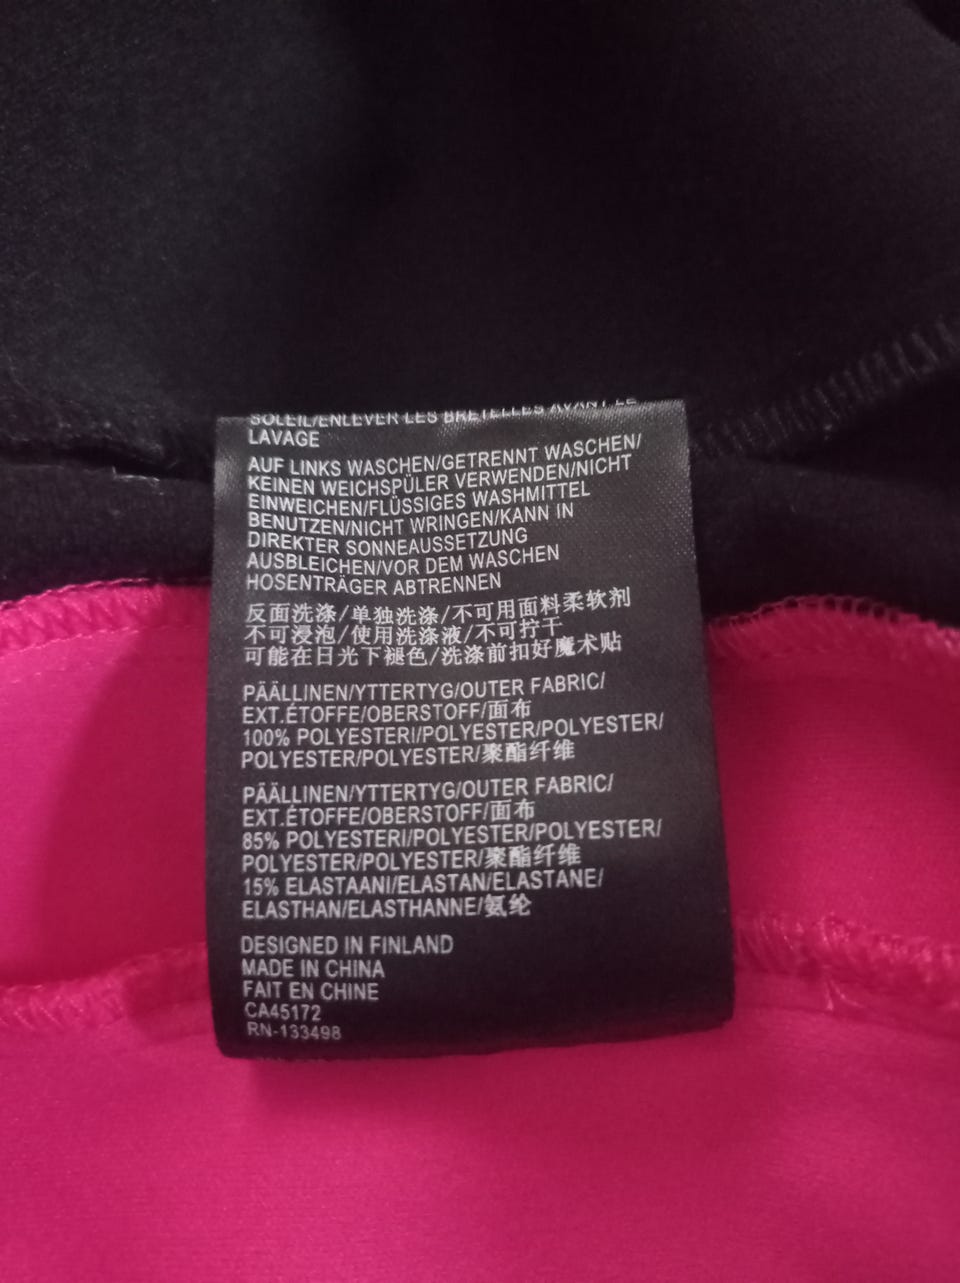 SOLEIL/ENLEVER LES BRETELLES AVANT LE
LAVAGE
AUF LINKS WASCHEN/GETRENNT WASCHEN/
KEINEN WEICHSPÜLER VERWENDEN/NICHT
EINWEICHEN/FLÜSSIGES WASHMITTEL
BENUTZEN/NICHT WRINGEN/KANN IN
DIREKTER SONNEAUSSETZUNG
AUSBLEICHEN/VOR DEM WASCHEN
HOSENTRÄGER ABTRENNEN
反面洗涤/单独洗涤/不可用面料柔软剂
不可浸泡/使用洗涤液/不可拧干
可能在日光下褪色/洗涤前扣好魔术贴
PÄÄLLINEN/YTTERTYG/OUTER FABRIC/
EXT.ÉTOFFE/OBERSTOFF/面布
100% POLYESTERI/POLYESTER/POLYESTER/
POLYESTER/POLYESTER/聚酯纤维
PÄÄLLINEN/YTTERTYG/OUTER FABRIC/
EXT.ÉTOFFE/OBERSTOFF/面布
85% POLYESTERI/POLYESTER/POLYESTER/
POLYESTER/POLYESTER/聚酯纤维
15% ELASTAANI/ELASTAN/ELASTANE/
ELASTHAN/ELASTHANNE/氨纶
DESIGNED IN FINLAND
MADE IN CHINA
FAIT EN CHINE
CA45172
RN-133498